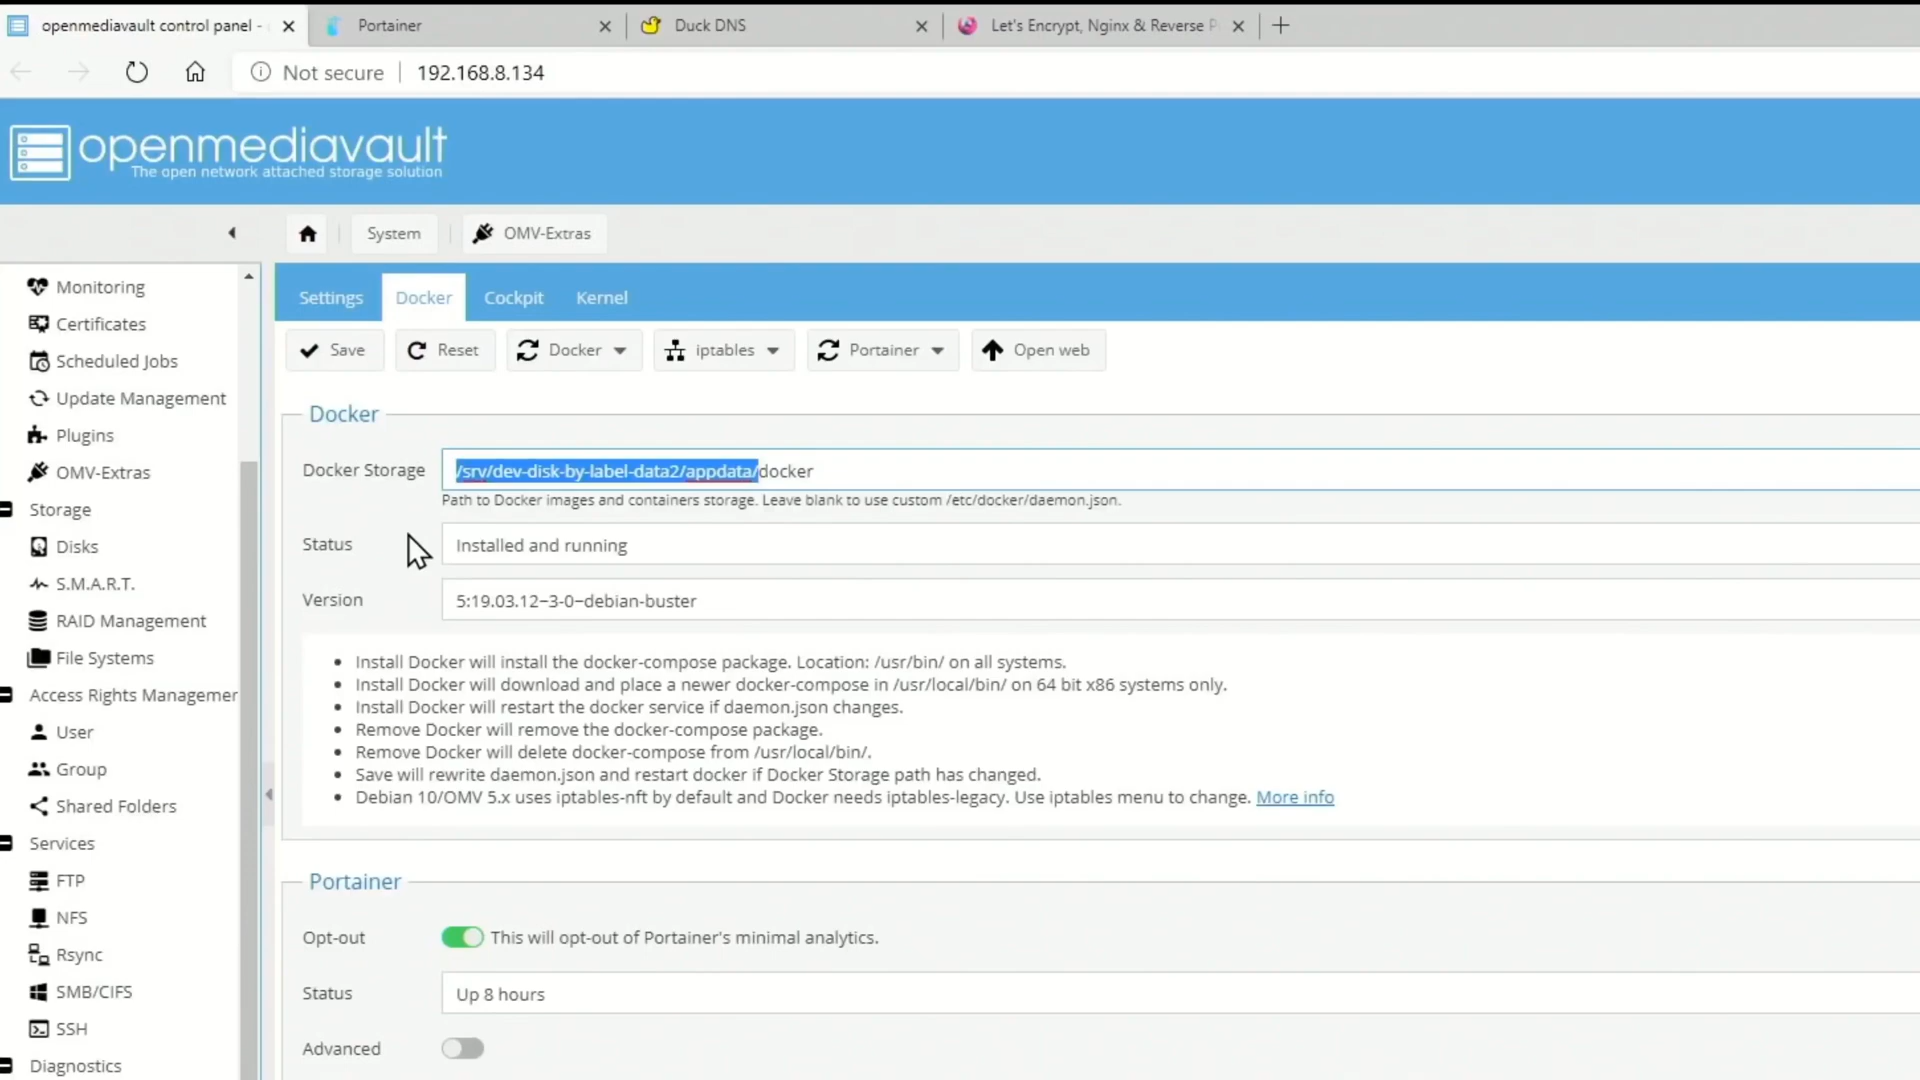 openmediavault control panel -
Portainer
Duck DNS
Let's Encrypt, Nginx & Reverse P
Not secure
192.168.8.134
openmediavault
The open network attached storage solution
System
OMV-Extras
Monitoring
Certificates
Scheduled Jobs
Update Management
Plugins
OMV-Extras
Storage
Disks
S.M.A.R.T.
RAID Management
File Systems
Access Rights Managemen
User
Group
Shared Folders
Services
FTP
NFS
Rsync
SMB/CIFS
SSH
Diagnostics
Settings
Docker
Cockpit
Kernel
Save
Reset
Docker
iptables
Portainer
Open web
Docker
Docker Storage
/srv/dev-disk-by-label-data2/appdata/docker
Path to Docker images and containers storage. Leave blank to use custom /etc/docker/daemon.json.
Status
Installed and running
Version
5:19.03.12~3-0~debian-buster
• Install Docker will install the docker-compose package. Location: /usr/bin/ on all systems.
• Install Docker will download and place a newer docker-compose in /usr/local/bin/ on 64 bit x86 systems only.
• Install Docker will restart the docker service if daemon.json changes.
• Remove Docker will remove the docker-compose package.
• Remove Docker will delete docker-compose from /usr/local/bin/.
• Save will rewrite daemon.json and restart docker if Docker Storage path has changed.
• Debian 10/OMV 5.x uses iptables-nft by default and Docker needs iptables-legacy. Use iptables menu to change. More info
Portainer
Opt-out
This will opt-out of Portainer's minimal analytics.
Status
Up 8 hours
Advanced